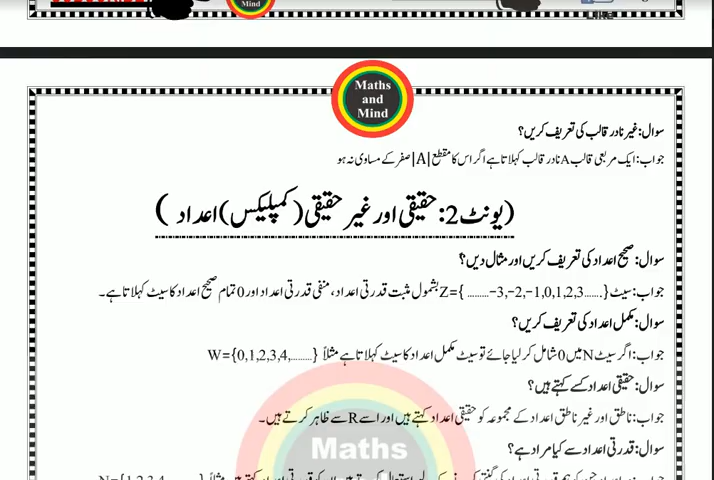 Mind
LIKE
Maths
and
Mind
سوال: غیر نادر قالب کی تعریف کریں؟
جواب: ایک مربعی قالب A نادر قالب کہلاتا ہے اگر اس کا مقطع |A| صفر کے مساوی نہ ہو
(یونٹ 2: حقیقی اور غیر حقیقی (کمپلیکس) اعداد )
سوال: صحیح اعداد کی تعریف کریں اور مثال دیں؟
جواب: سیٹ Z={ .........-3,-2,-1,0,1,2,3.......} بشمول مثبت قدرتی اعداد، منفی قدرتی اعداد اور 0 تمام صحیح اعداد کا سیٹ کہلاتا ہے۔
سوال: مکمل اعداد کی تعریف کریں؟
جواب: اگر سیٹ N میں 0 شامل کر لیا جائے تو سیٹ مکمل اعداد کا سیٹ کہلاتا ہے مثلاً W={0,1,2,3,4,.........}
سوال: حقیقی اعداد کسے کہتے ہیں؟
جواب: ناطق اور غیر ناطق اعداد کے مجموعہ کو حقیقی اعداد کہتے ہیں اور اسے R سے ظاہر کرتے ہیں۔
Maths
سوال: قدرتی اعداد سے کیا مراد ہے؟